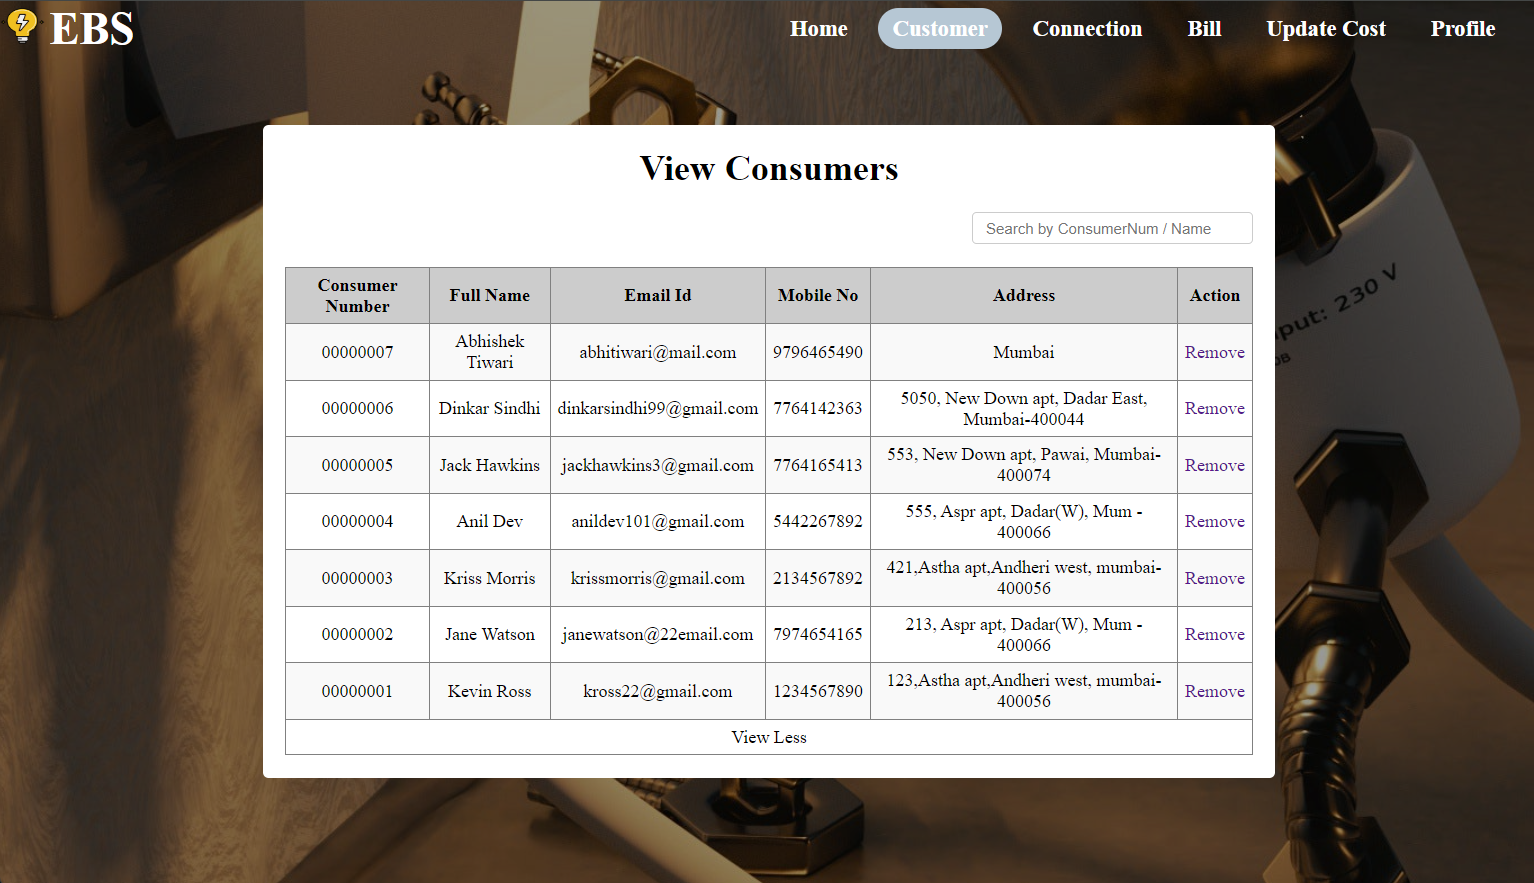 EBS
Home Customer Connection Bill Update Cost Profile
View Consumers
Search by ConsumerNum / Name
Consumer Number Full Name Email Id Mobile No Address Action
00000007 Abhishek Tiwari abhitiwari@mail.com 9796465490 Mumbai Remove
00000006 Dinkar Sindhi dinkarsindhi99@gmail.com 7764142363 5050, New Down apt, Dadar East, Mumbai-400044 Remove
00000005 Jack Hawkins jackhawkins3@gmail.com 7764165413 553, New Down apt, Pawai, Mumbai-400074 Remove
00000004 Anil Dev anildev101@gmail.com 5442267892 555, Aspr apt, Dadar(W), Mum - 400066 Remove
00000003 Kriss Morris krissmorris@gmail.com 2134567892 421,Astha apt,Andheri west, mumbai-400056 Remove
00000002 Jane Watson janewatson@22email.com 7974654165 213, Aspr apt, Dadar(W), Mum - 400066 Remove
00000001 Kevin Ross kross22@gmail.com 1234567890 123,Astha apt,Andheri west, mumbai-400056 Remove
View Less
put: 230 V